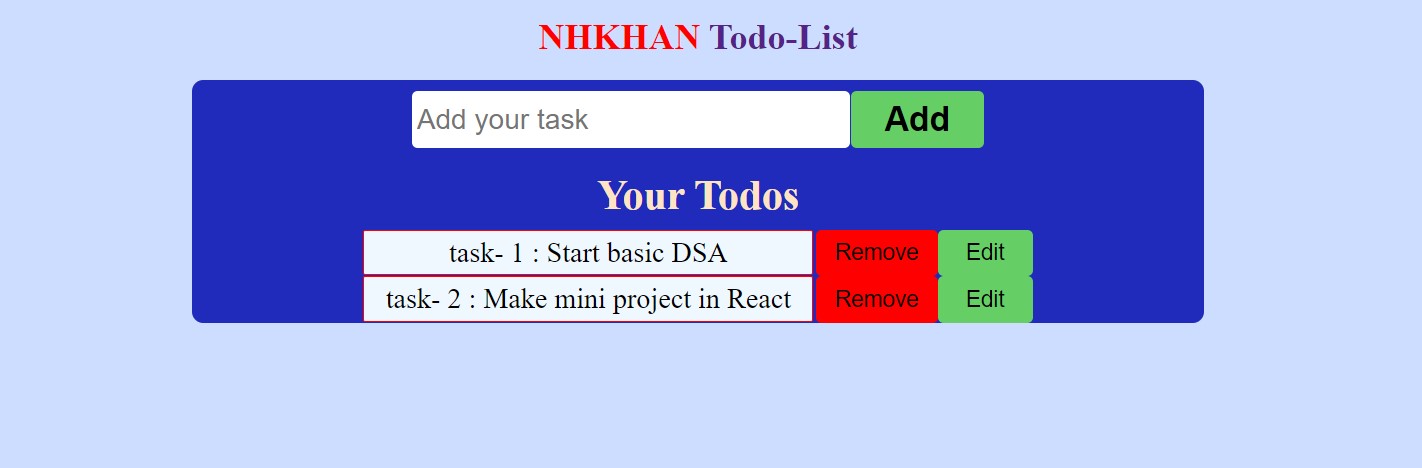 NHKHAN Todo-List
Add your task Add
Your Todos
task- 1 : Start basic DSA Remove Edit
task- 2 : Make mini project in React Remove Edit